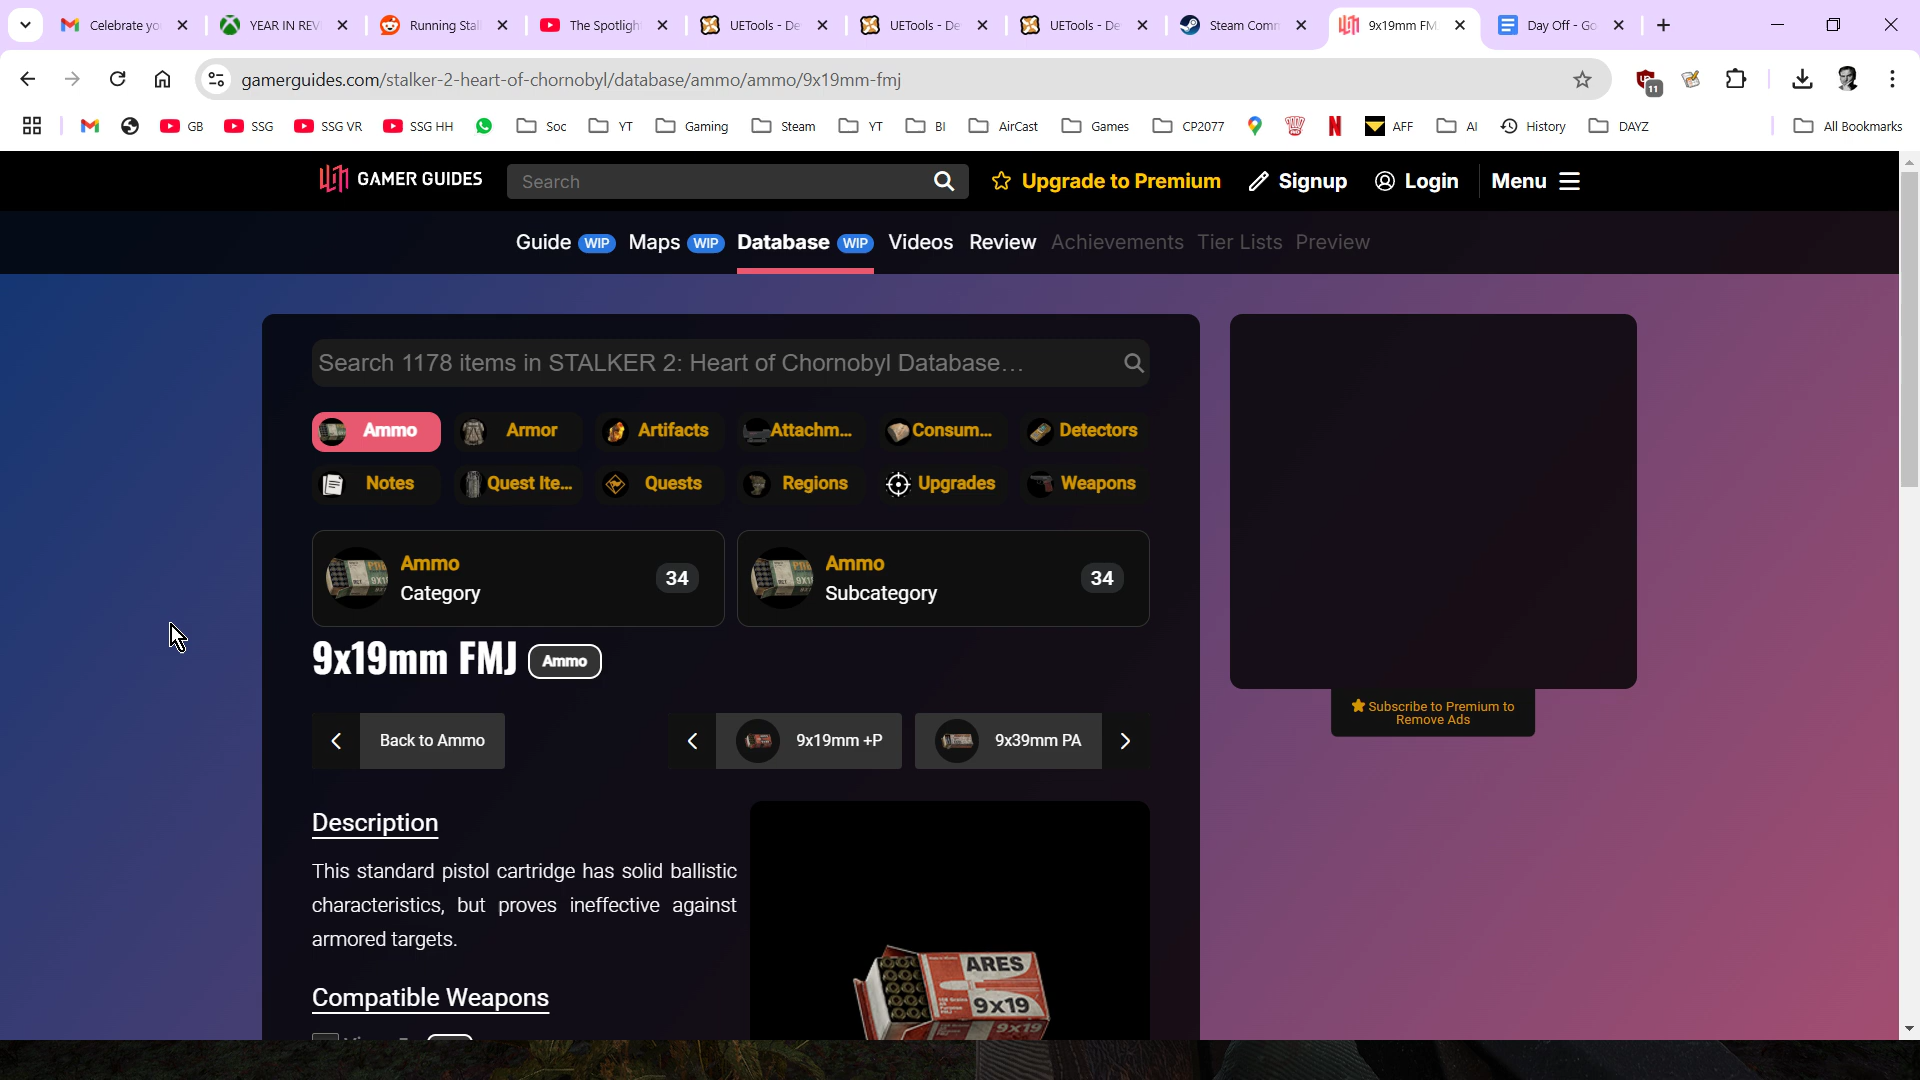 Celebrate yo
YEAR IN REV
Running Stal
The Spotligh
UETools - De
UETools - De
UETools - De
Steam Com
9x19mm FM
Day Off - Go
gamerguides.com/stalker-2-heart-of-chornobyl/database/ammo/ammo/9x19mm-fmj
11
GB
SSG
SSG VR
SSG HH
Soc
YT
Gaming
Steam
YT
BI
AirCast
Games
CP2077
AFF
AI
History
DAYZ
All Bookmarks
GAMER GUIDES
Search
Upgrade to Premium
Signup
Login
Menu
Guide WIP Maps WIP Database WIP Videos Review Achievements Tier Lists Preview
Search 1178 items in STALKER 2: Heart of Chornobyl Database...
Ammo
Armor
Artifacts
Attachm...
Consum...
Detectors
Notes
Quest Ite...
Quests
Regions
Upgrades
Weapons
Ammo
Category
34
Ammo
Subcategory
34
9x19mm FMJ Ammo
Subscribe to Premium to
Remove Ads
Back to Ammo
9x19mm +P
9x39mm PA
Description
This standard pistol cartridge has solid ballistic
characteristics, but proves ineffective against
armored targets.
Compatible Weapons
ARES
9x19
9x19